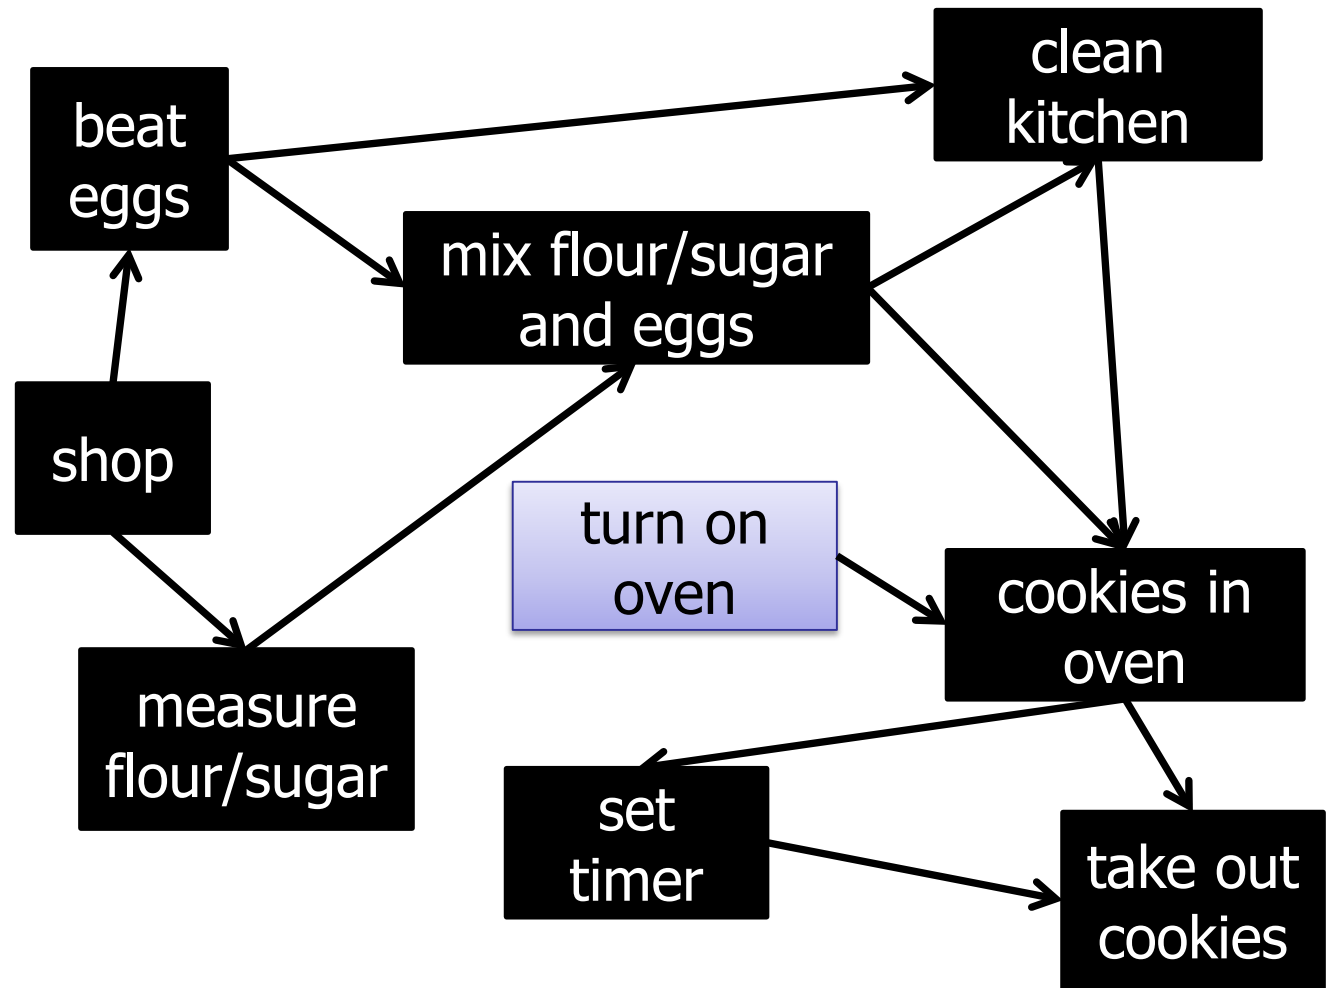 clean
kitchen
beat
eggs
mix flour/sugar
and eggs
shop
turn on
oven
cookies in
oven
measure
flour/sugar
set
timer
take out
cookies